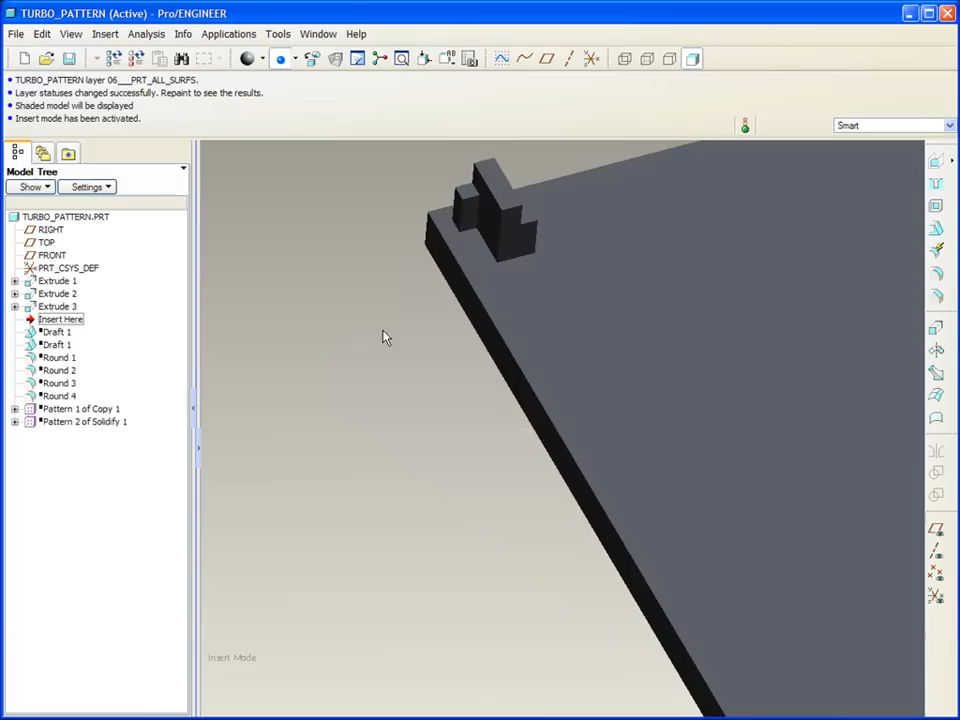 TURBO_PATTERN (Active) - Pro/ENGINEER
File Edit View Insert Analysis Info Applications Tools Window Help
TURBO_PATTERN layer 06___PRT_ALL_SURFS.
Layer statuses changed successfully. Repaint to see the results.
Shaded model will be displayed
Insert mode has been activated.
Smart
Model Tree
Show Settings
TURBO_PATTERN.PRT
RIGHT
TOP
FRONT
PRT_CSYS_DEF
Extrude 1
Extrude 2
Extrude 3
Insert Here
Draft 1
Draft 1
Round 1
Round 2
Round 3
Round 4
Pattern 1 of Copy 1
Pattern 2 of Solidify 1
Insert Mode